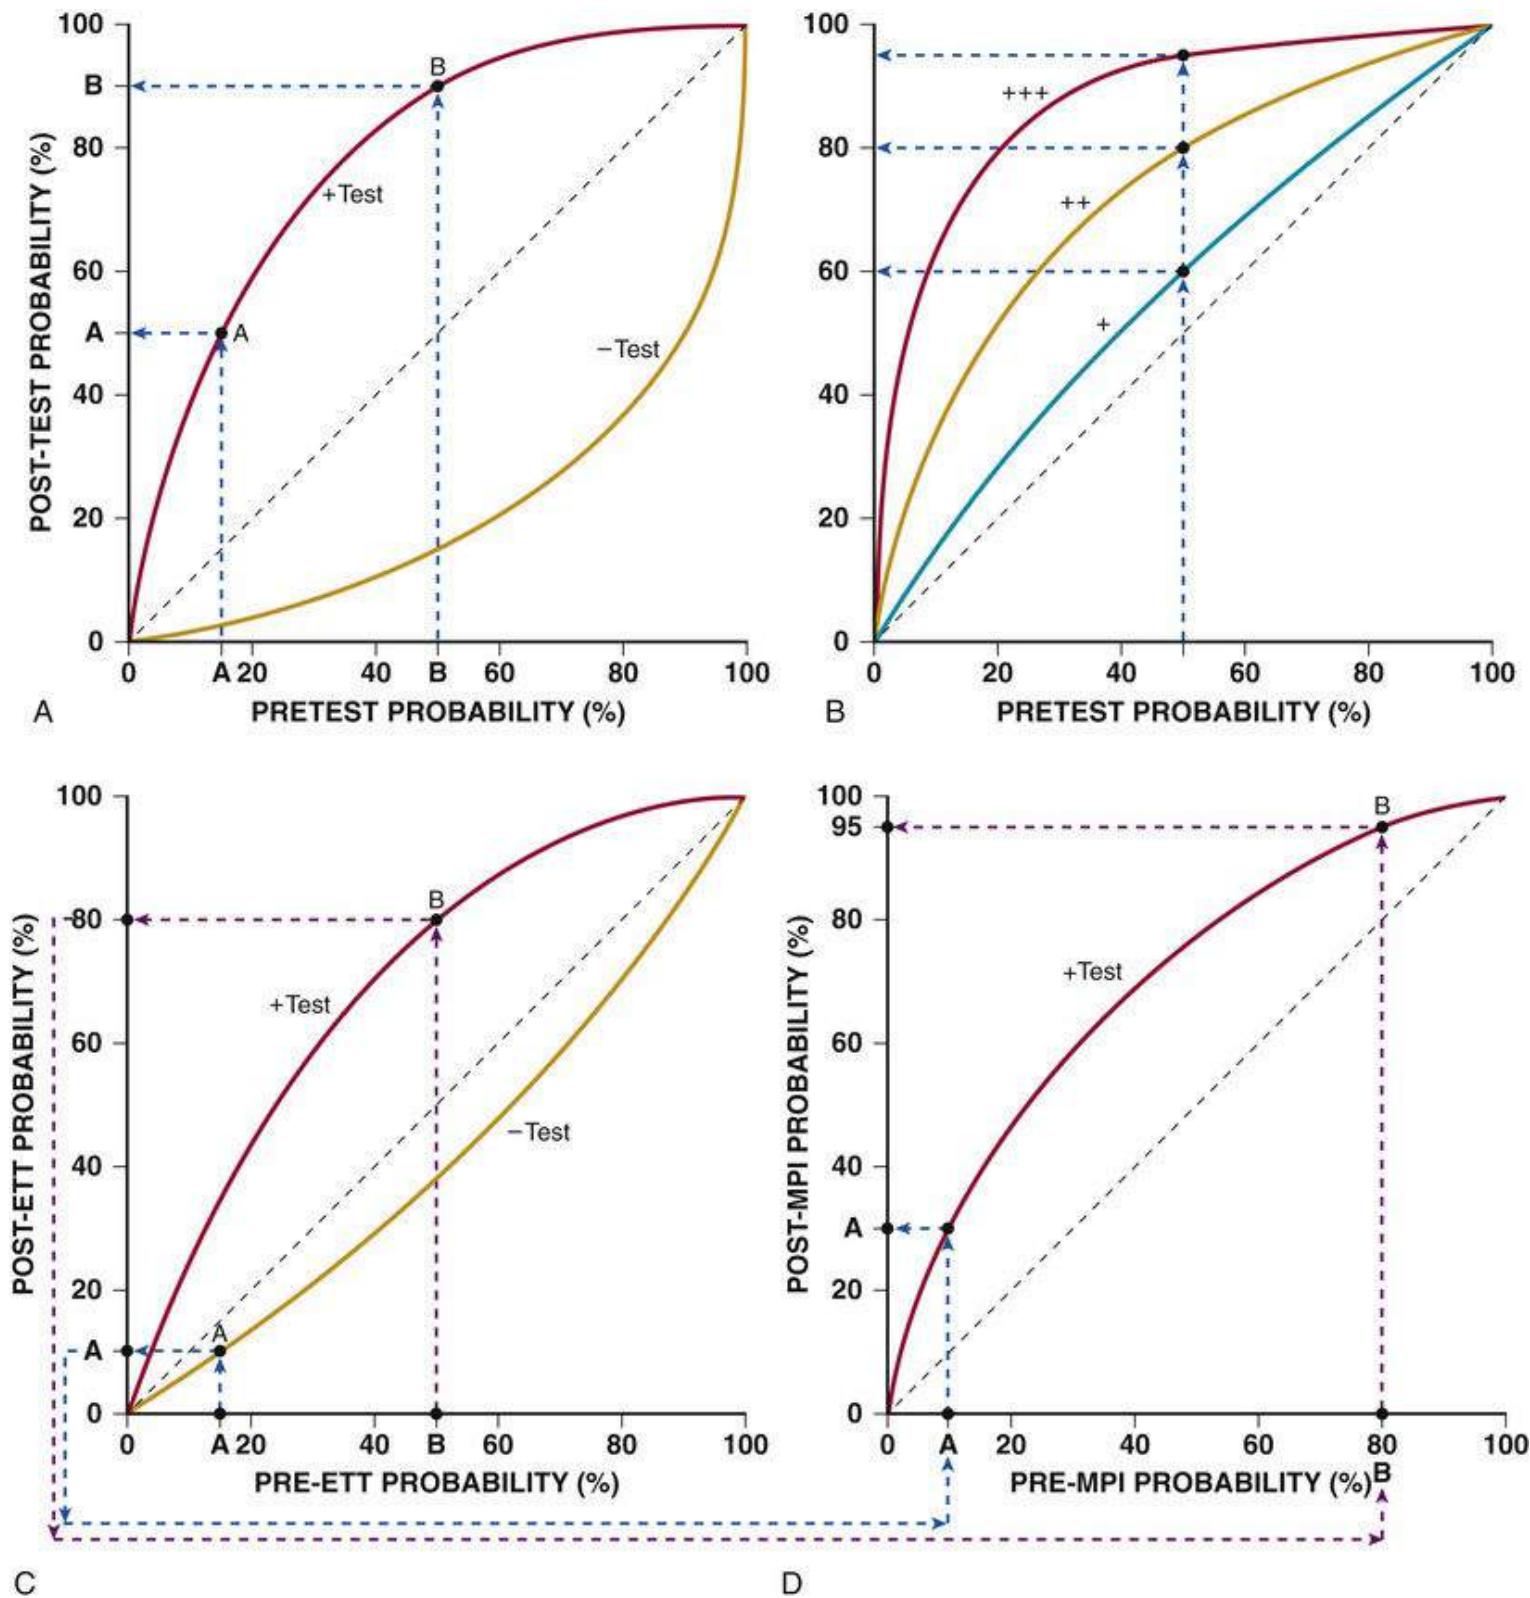 100
B
80
60
A
40
20
0
POST-TEST PROBABILITY (%)
B
+Test
A
−Test
0 A 20 40 B 60 80 100
PRETEST PROBABILITY (%)
A
100
80
60
40
20
0
+++
++
+
0 20 40 60 80 100
PRETEST PROBABILITY (%)
B
100
80
60
40
20
A
0
POST-ETT PROBABILITY (%)
B
+Test
−Test
A
0 A 20 40 B 60 80 100
PRE-ETT PROBABILITY (%)
C
100
95
80
60
40
A
20
0
POST-MPI PROBABILITY (%)
B
+Test
0 A 20 40 60 80 100
PRE-MPI PROBABILITY (%) B
D